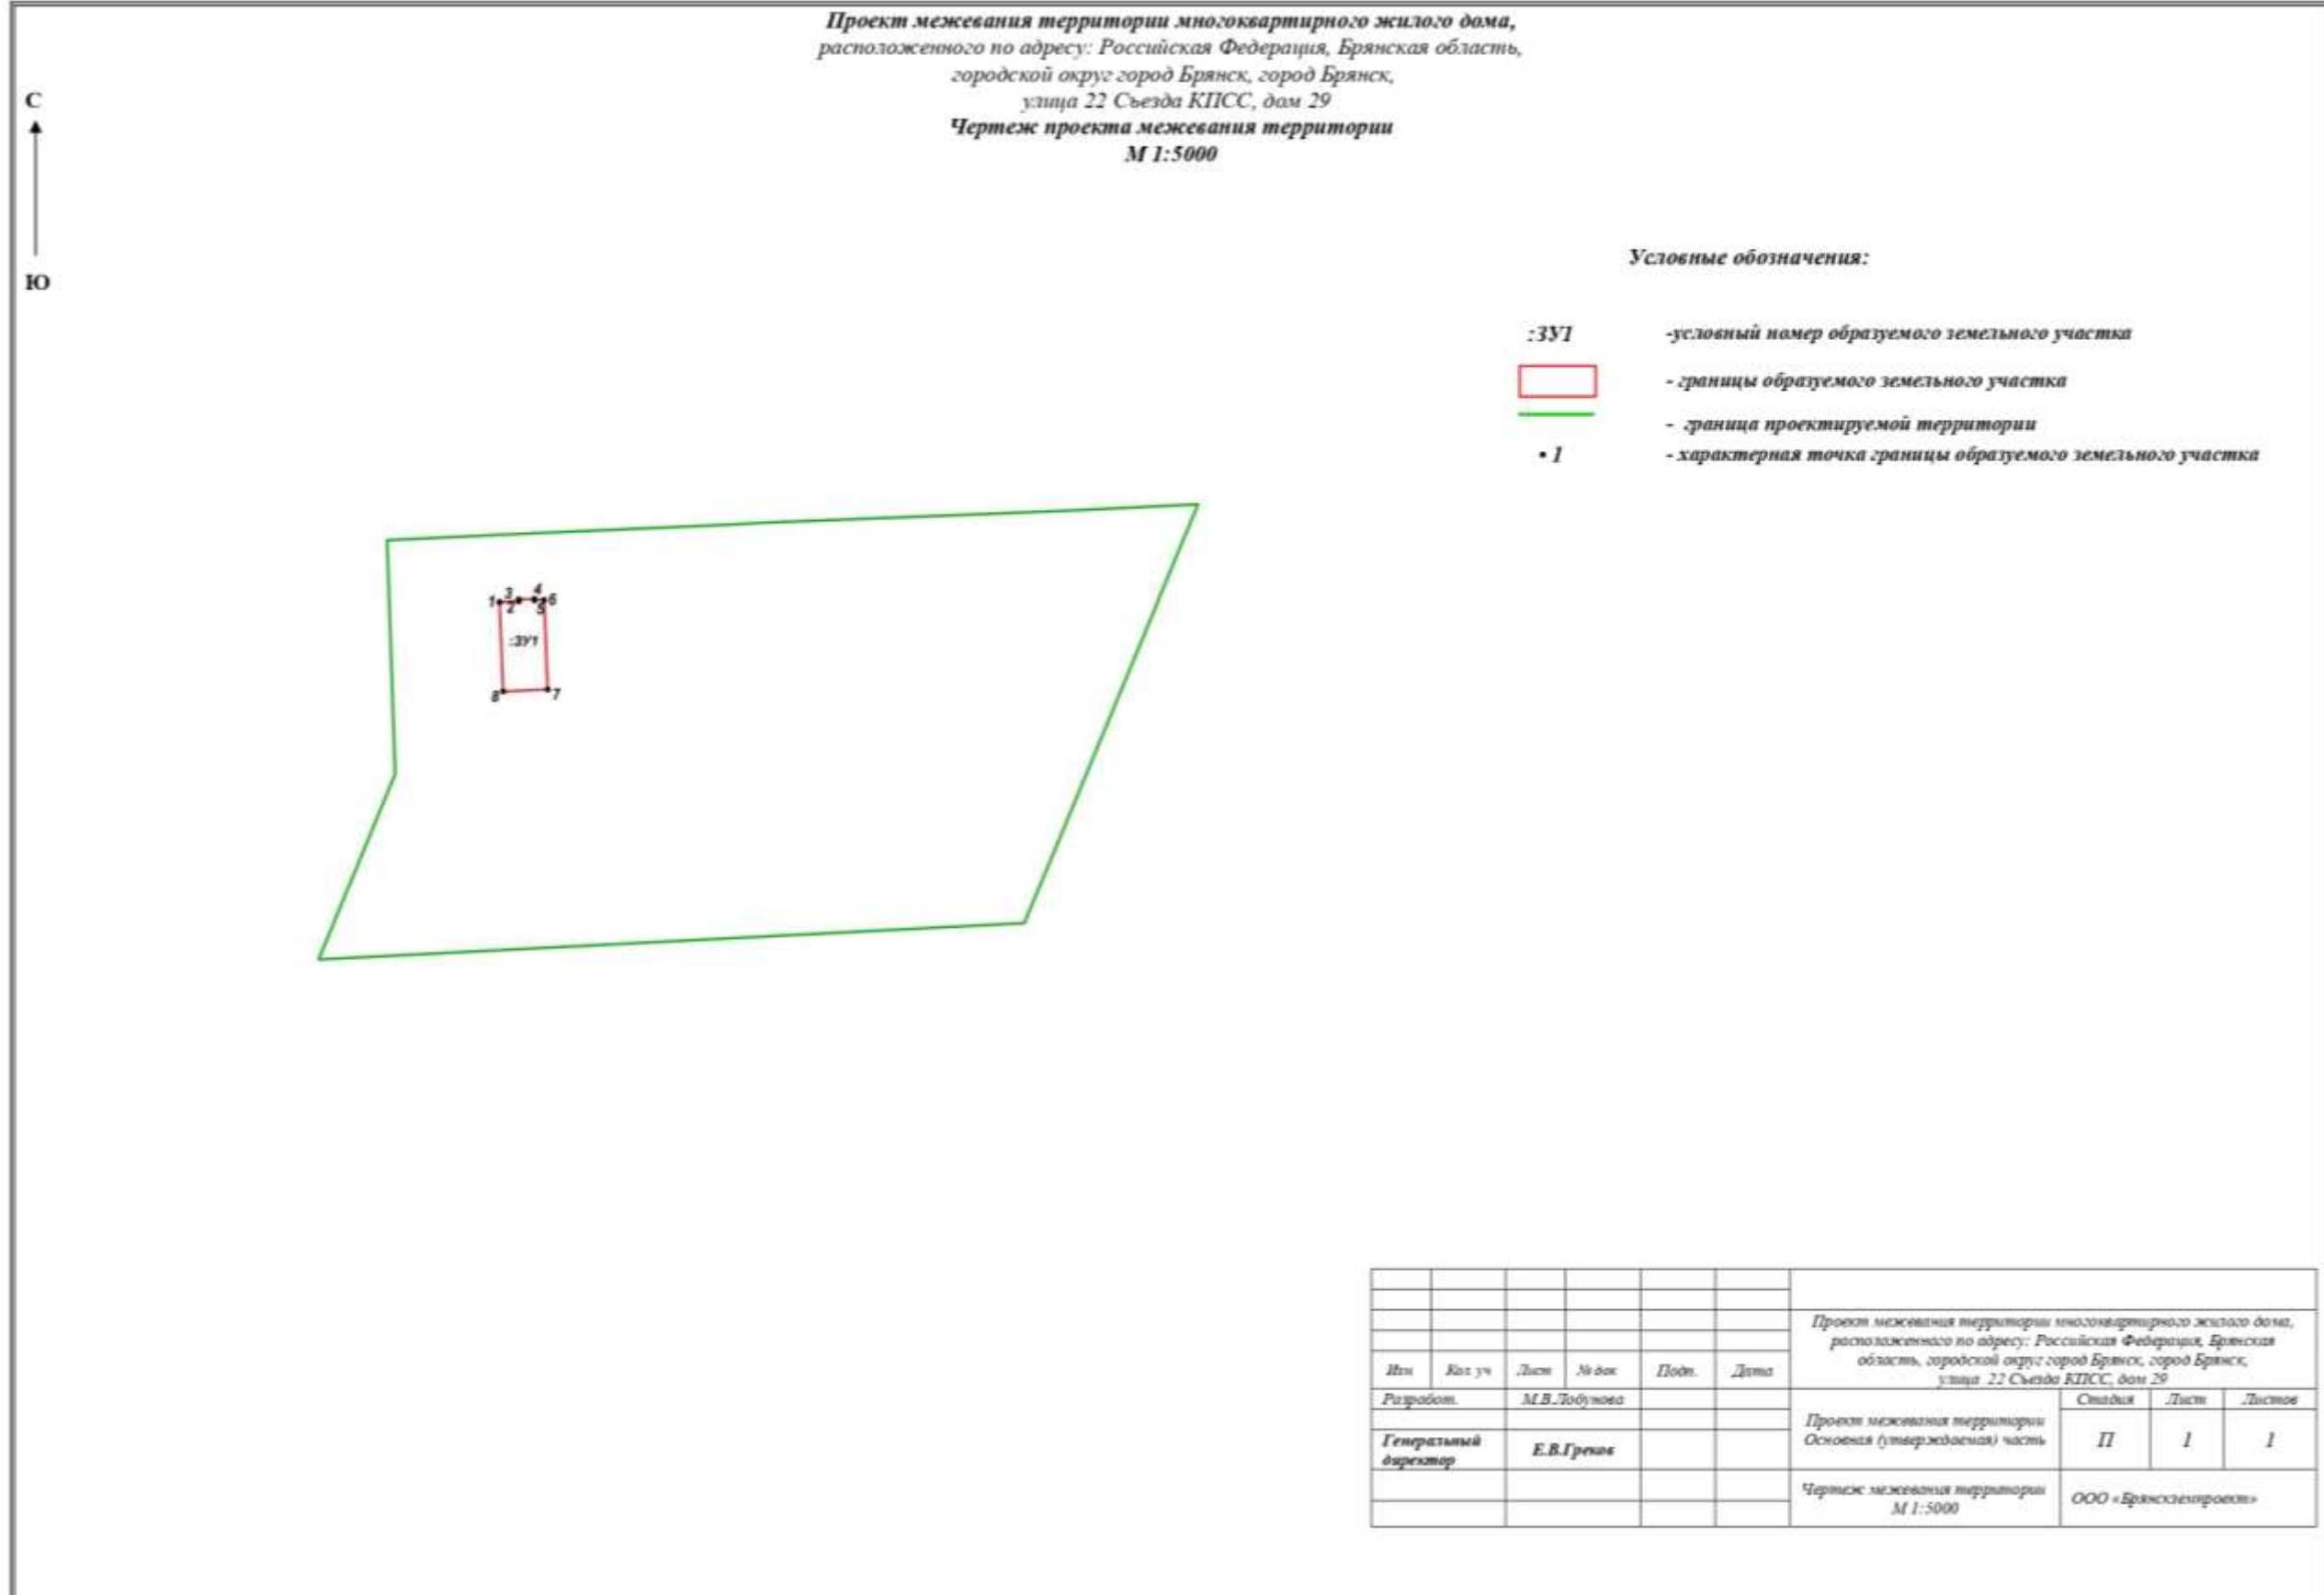 Проект межевания территории многоквартирного жилого дома,
расположенного по адресу: Российская Федерация, Брянская область,
городской округ город Брянск, город Брянск,
улица 22 Съезда КПСС, дом 29
Чертеж проекта межевания территории
М 1:5000
С
Ю
Условные обозначения:
:ЗУ1 -условный номер образуемого земельного участка
- границы образуемого земельного участка
- граница проектируемой территории
• 1 - характерная точка границы образуемого земельного участка
3 4
1 2 5 6
:ЗУ1
8 7
Проект межевания территории многоквартирного жилого дома,
расположенного по адресу: Российская Федерация, Брянская
область, городской округ город Брянск, город Брянск,
улица 22 Съезда КПСС, дом 29
Изм Кол. уч Лист № док Подп. Дата
Разработ. М.В.Лобунова
Стадия Лист Листов
Проект межевания территории
Основная (утверждаемая) часть
П 1 1
Генеральный
директор
Е.В.Греков
Чертеж межевания территории
М 1:5000
ООО «Брянскземпроект»